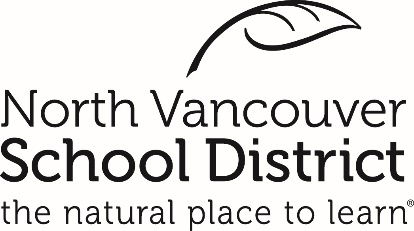 North Vancouver
School District
the natural place to learn®